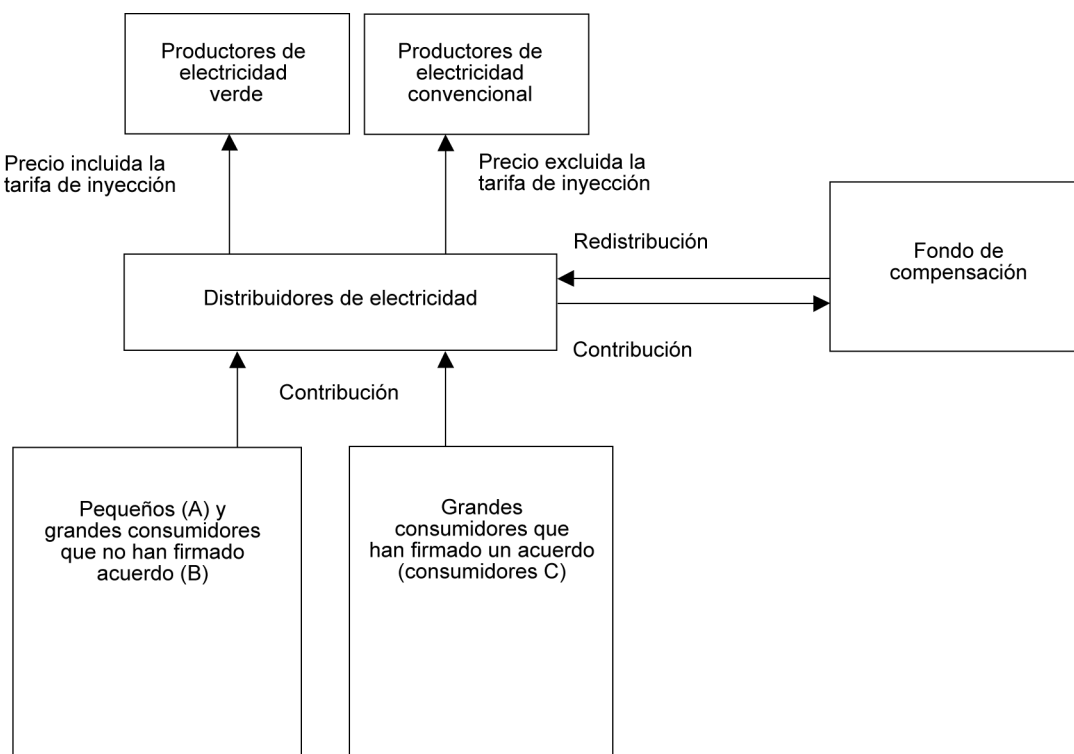 Productores de
electricidad
verde
Productores de
electricidad
convencional
Precio incluida la
tarifa de inyección
Precio excluida la
tarifa de inyección
Redistribución
Fondo de
compensación
Distribuidores de electricidad
Contribución
Contribución
Pequeños (A) y
grandes consumidores
que no han firmado
acuerdo (B)
Grandes
consumidores que
han firmado un acuerdo
(consumidores C)